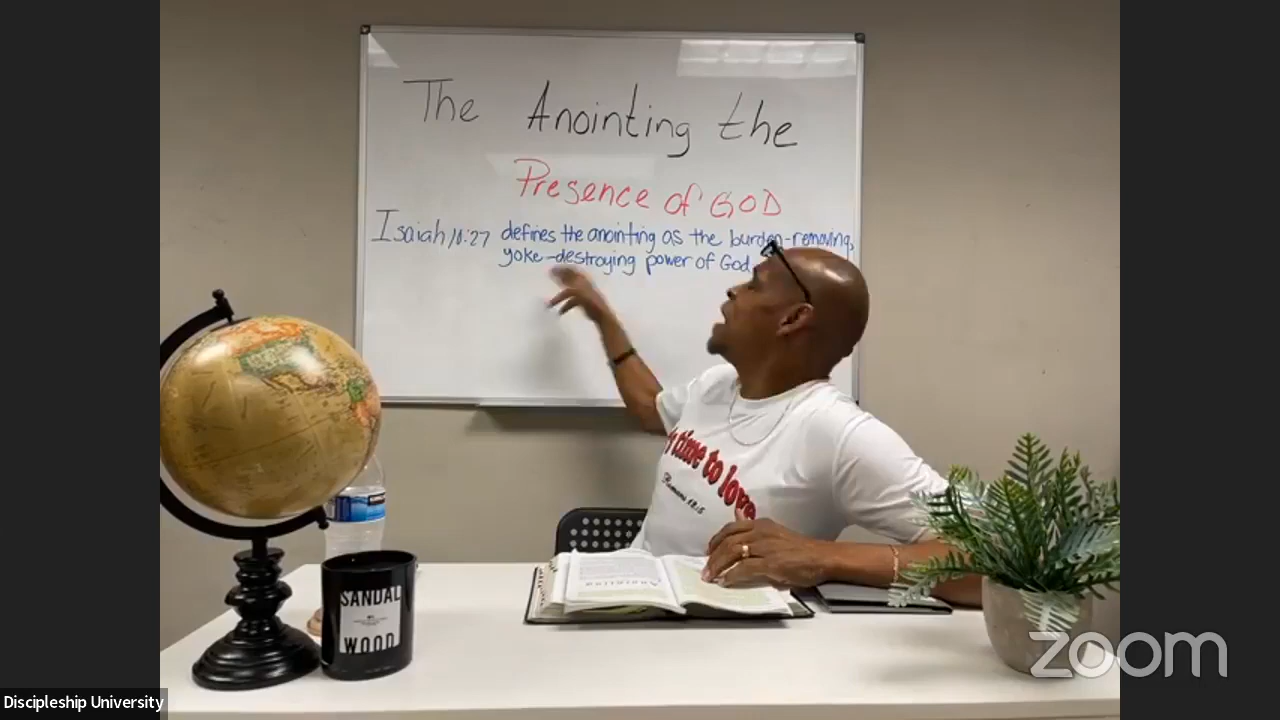 The Anointing the
Presence of GOD
Isaiah 10:27 defines the anointing as the burden-removing,
yoke-destroying power of God.
time to love
SANDAL
WOOD
zoom
Discipleship University